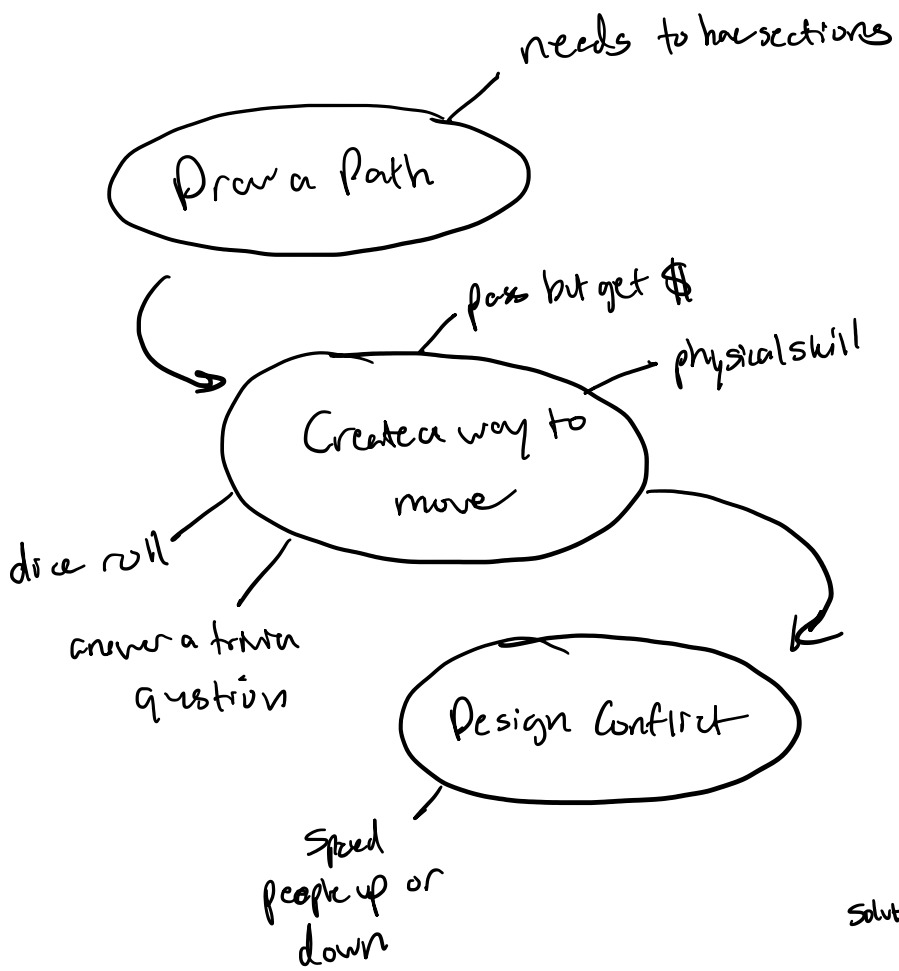 needs to have sections
Draw a Path
pass but get $
physical skill
Create a way to
move
dice roll
answer a trivia
question
Design Conflict
Speed
people up or
down
Solut